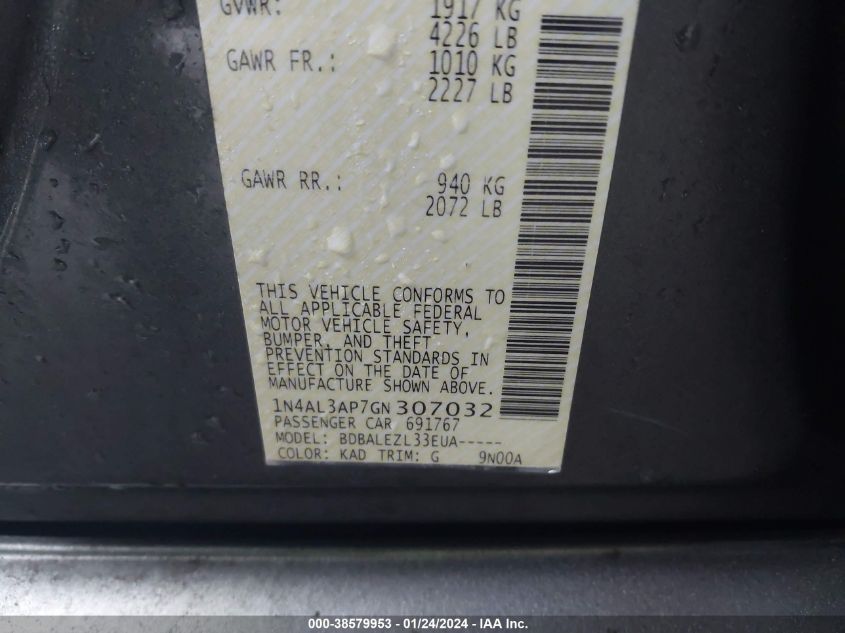 GVWR: 1917 KG
4226 LB
GAWR FR.: 1010 KG
2227 LB
GAWR RR.: 940 KG
2072 LB
THIS VEHICLE CONFORMS TO
ALL APPLICABLE FEDERAL
MOTOR VEHICLE SAFETY,
BUMPER, AND THEFT
PREVENTION STANDARDS IN
EFFECT ON THE DATE OF
MANUFACTURE SHOWN ABOVE.
1N4AL3AP7GN307032
PASSENGER CAR 691767
MODEL: BDBALEZL33EUA-----
COLOR: KAD TRIM: G 9N00A
000-38579953 - 01/24/2024 - IAA Inc.